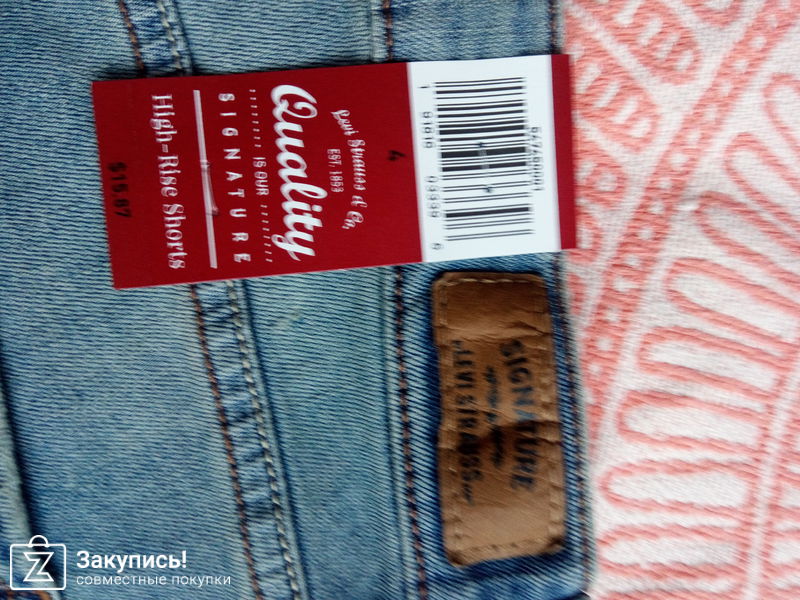 Levi Strauss & Co.
EST. 1853
Quality
IS OUR
SIGNATURE
High-Rise Shorts
$15.87
4
SIGNATURE
LEVI STRAUSS
Закупись!
совместные покупки